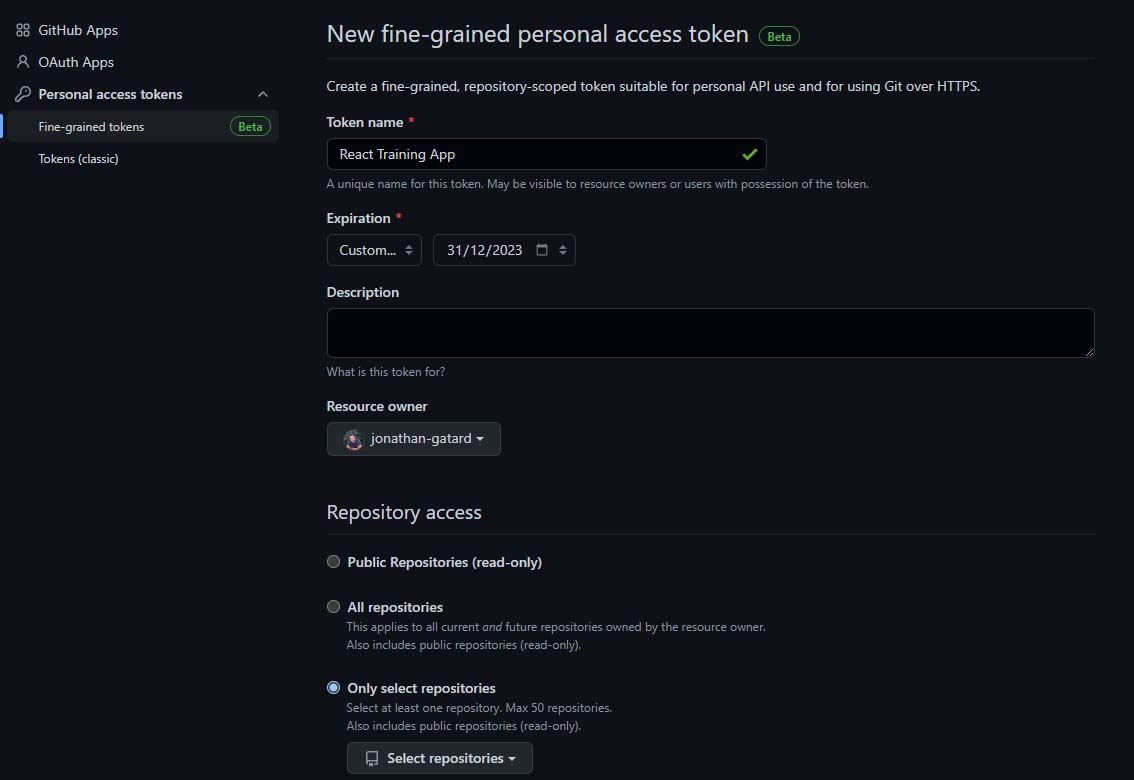 GitHub Apps
OAuth Apps
Personal access tokens
Fine-grained tokens Beta
Tokens (classic)
New fine-grained personal access token Beta
Create a fine-grained, repository-scoped token suitable for personal API use and for using Git over HTTPS.
Token name *
React Training App
A unique name for this token. May be visible to resource owners or users with possession of the token.
Expiration *
Custom... 31/12/2023
Description
What is this token for?
Resource owner
jonathan-gatard
Repository access
Public Repositories (read-only)
All repositories
This applies to all current and future repositories owned by the resource owner.
Also includes public repositories (read-only).
Only select repositories
Select at least one repository. Max 50 repositories.
Also includes public repositories (read-only).
Select repositories